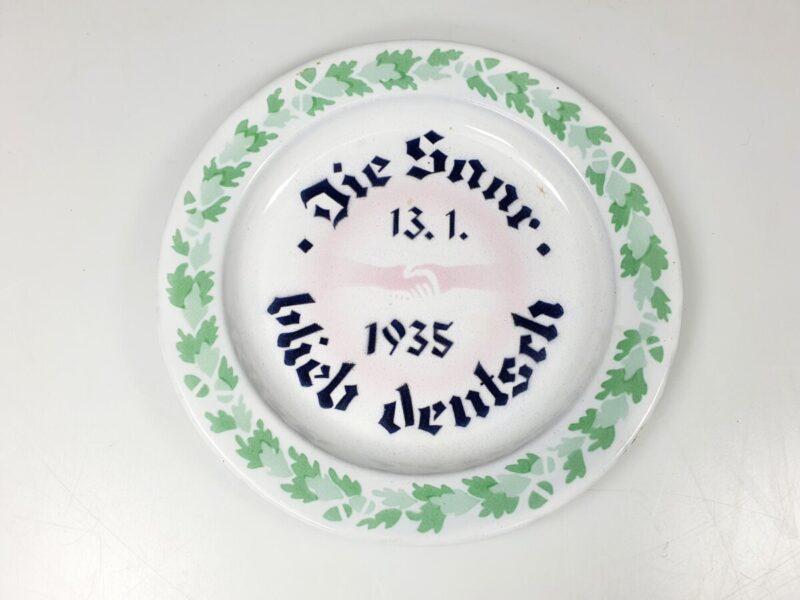 · Die Saar ·
13. 1.
1935
blieb deutsch